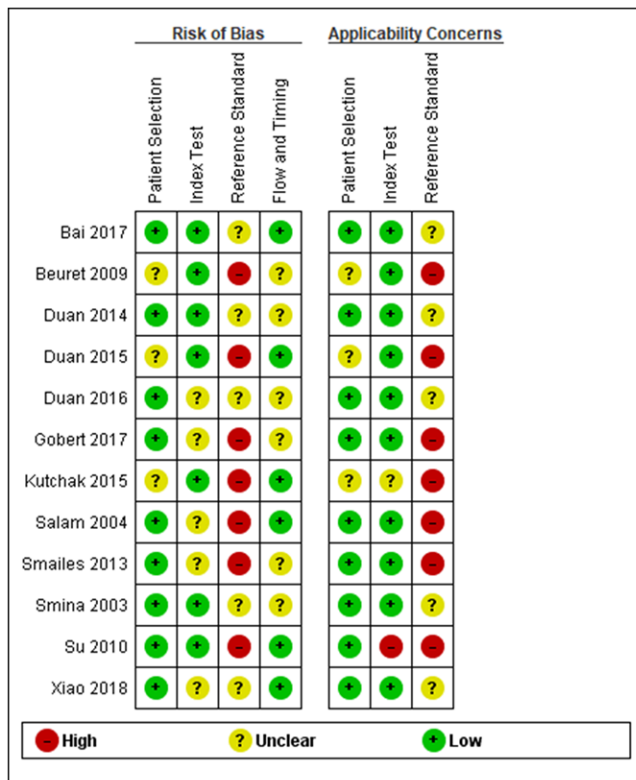 Risk of Bias Applicability Concerns
Patient Selection Index Test Reference Standard Flow and Timing Patient Selection Index Test Reference Standard
Bai 2017 + + ? + + + ?
Beuret 2009 ? + - ? ? + -
Duan 2014 + + ? ? + + ?
Duan 2015 ? + - + ? + -
Duan 2016 + ? ? ? + + ?
Gobert 2017 + ? - ? + + -
Kutchak 2015 ? + - + ? ? -
Salam 2004 + ? - + + + -
Smailes 2013 + ? - ? + + -
Smina 2003 + + ? ? + + ?
Su 2010 + + - + + - -
Xiao 2018 + ? ? + + + ?
- High ? Unclear + Low